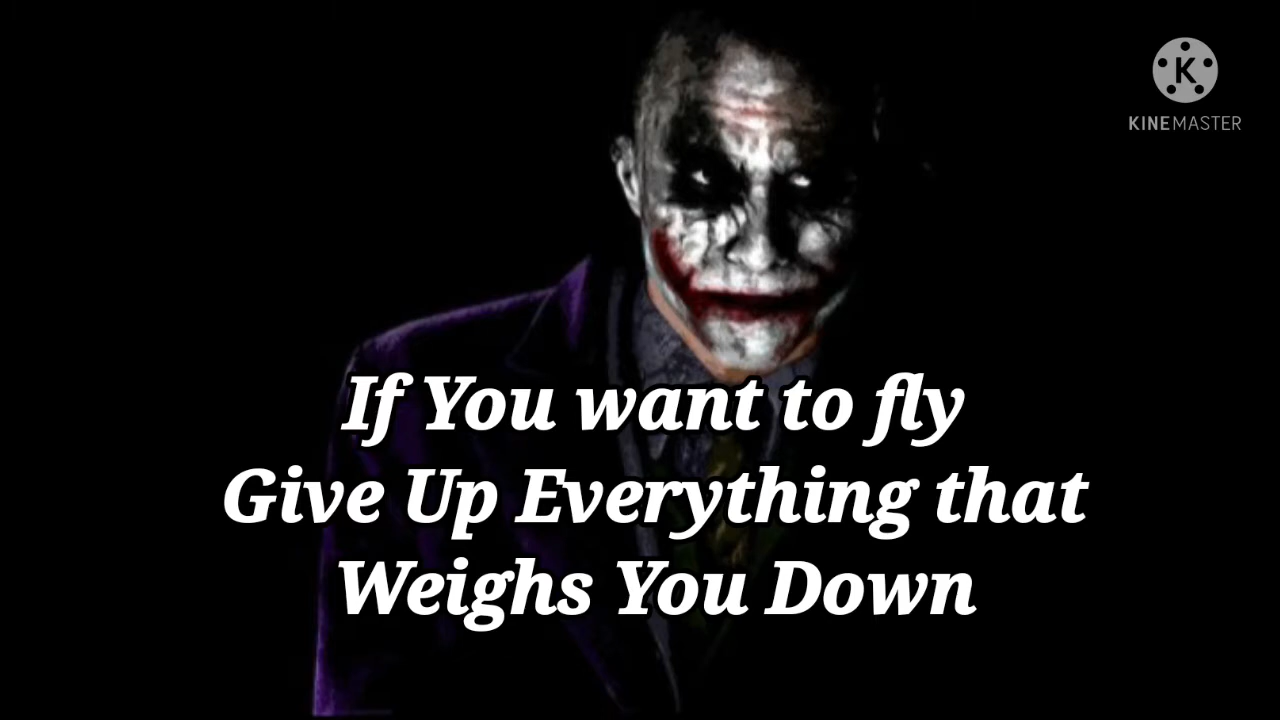 K
KINEMASTER
If You want to fly
Give Up Everything that
Weighs You Down